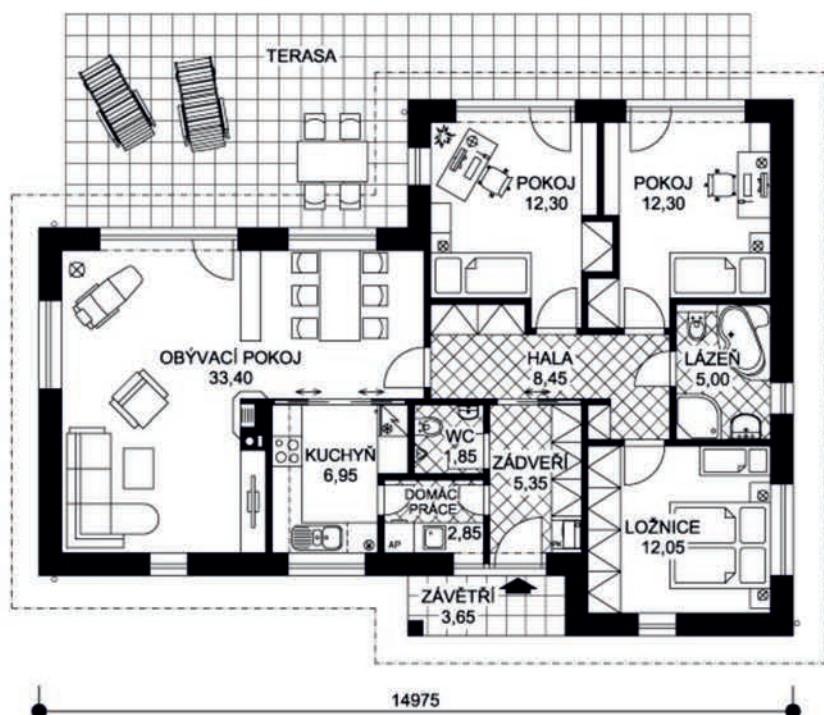 TERASA
POKOJ
12,30
POKOJ
12,30
OBÝVACÍ POKOJ
33,40
HALA
8,45
LÁZEŇ
5,00
KUCHYŇ
6,95
WC
1,85
ZÁDVEŘÍ
5,35
DOMÁCÍ
PRÁCE
2,85
AP
LOŽNICE
12,05
ZÁVĚTŘÍ
3,65
14975